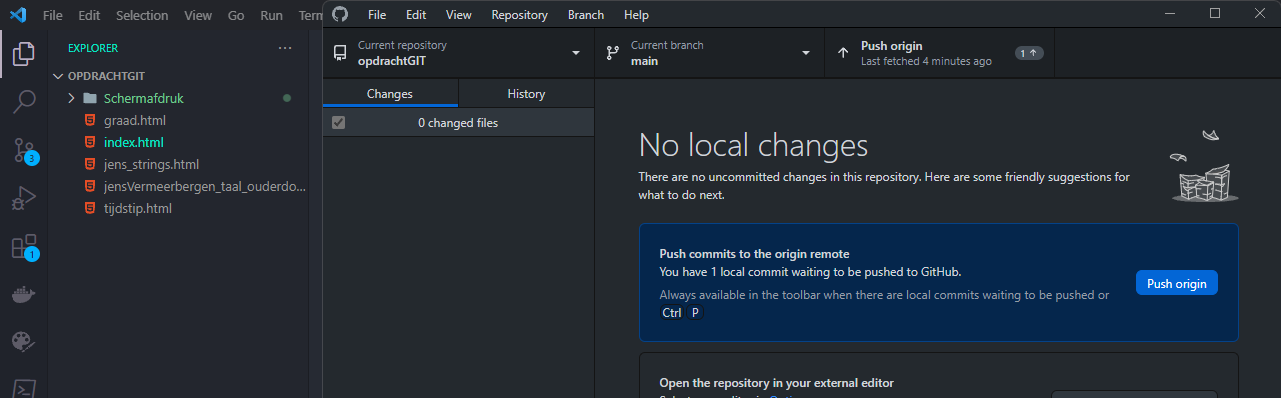 File Edit Selection View Go Run Term
File Edit View Repository Branch Help
EXPLORER
OPDRACHTGIT
Schermafdruk
graad.html
index.html
jens_strings.html
jensVermeerbergen_taal_ouderdo...
tijdstip.html
3
1
Current repository
opdrachtGIT
Current branch
main
Push origin
Last fetched 4 minutes ago
1
Changes History
0 changed files
No local changes
There are no uncommitted changes in this repository. Here are some friendly suggestions for
what to do next.
Push commits to the origin remote
You have 1 local commit waiting to be pushed to GitHub.
Always available in the toolbar when there are local commits waiting to be pushed or
Ctrl P
Push origin
Open the repository in your external editor